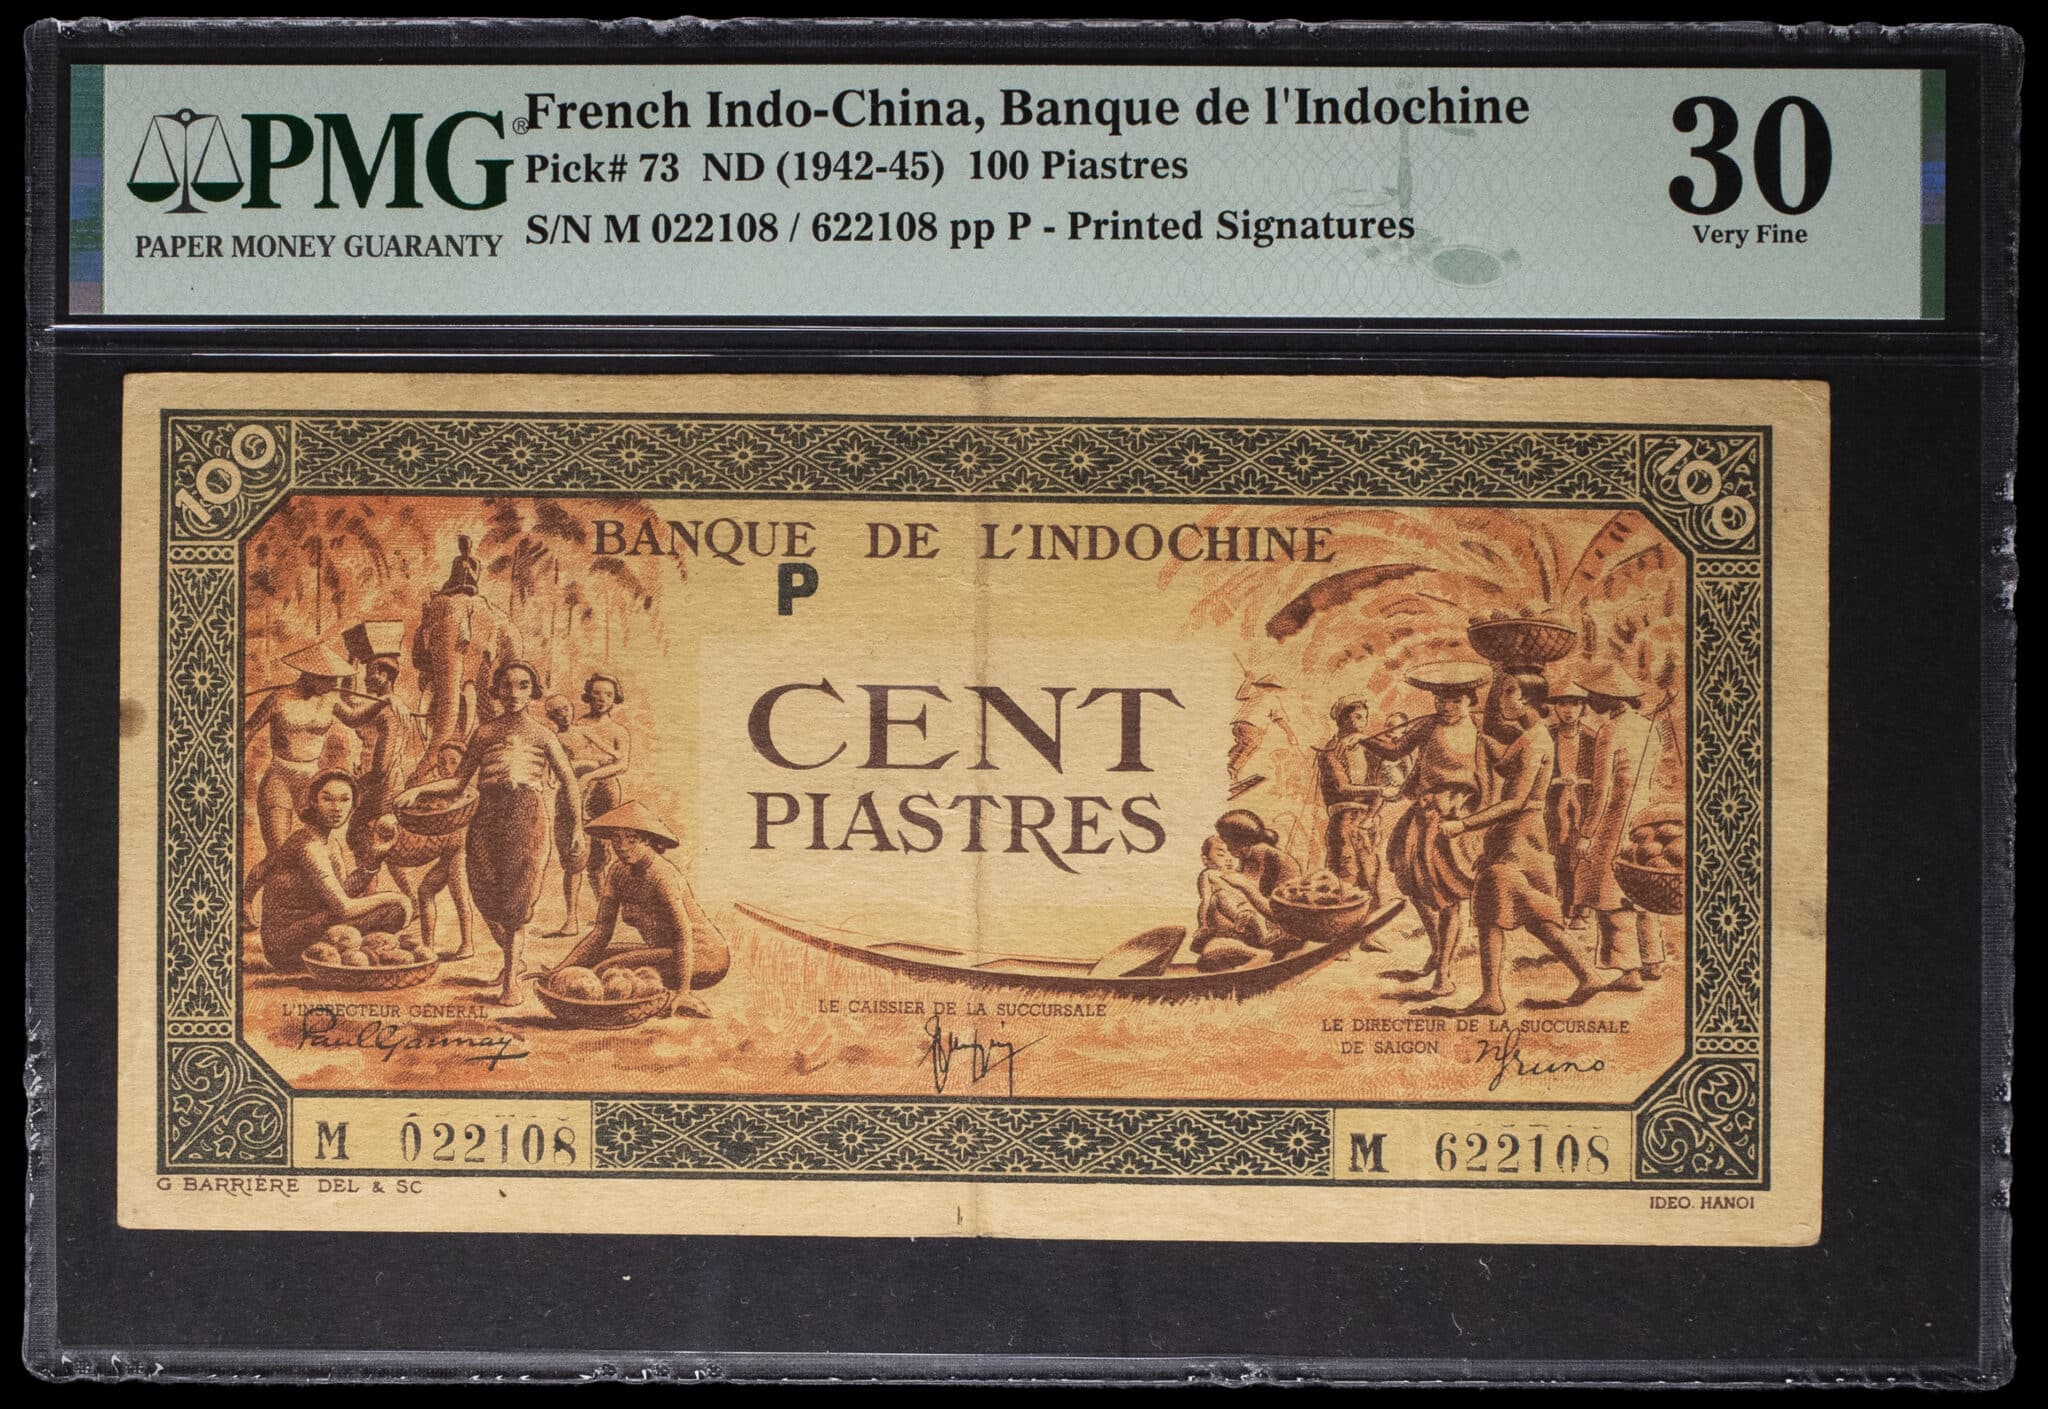 PMG®
PAPER MONEY GUARANTY
French Indo-China, Banque de l'Indochine
Pick# 73 ND (1942-45) 100 Piastres
S/N M 022108 / 622108 pp P - Printed Signatures
30
Very Fine
100
100
BANQUE DE L'INDOCHINE
P
CENT
PIASTRES
L'INSPECTEUR GÉNÉRAL
LE CAISSIER DE LA SUCCURSALE
LE DIRECTEUR DE LA SUCCURSALE
DE SAIGON
M 022108
M 622108
G BARRIÈRE DEL & SC
IDEO. HANOI